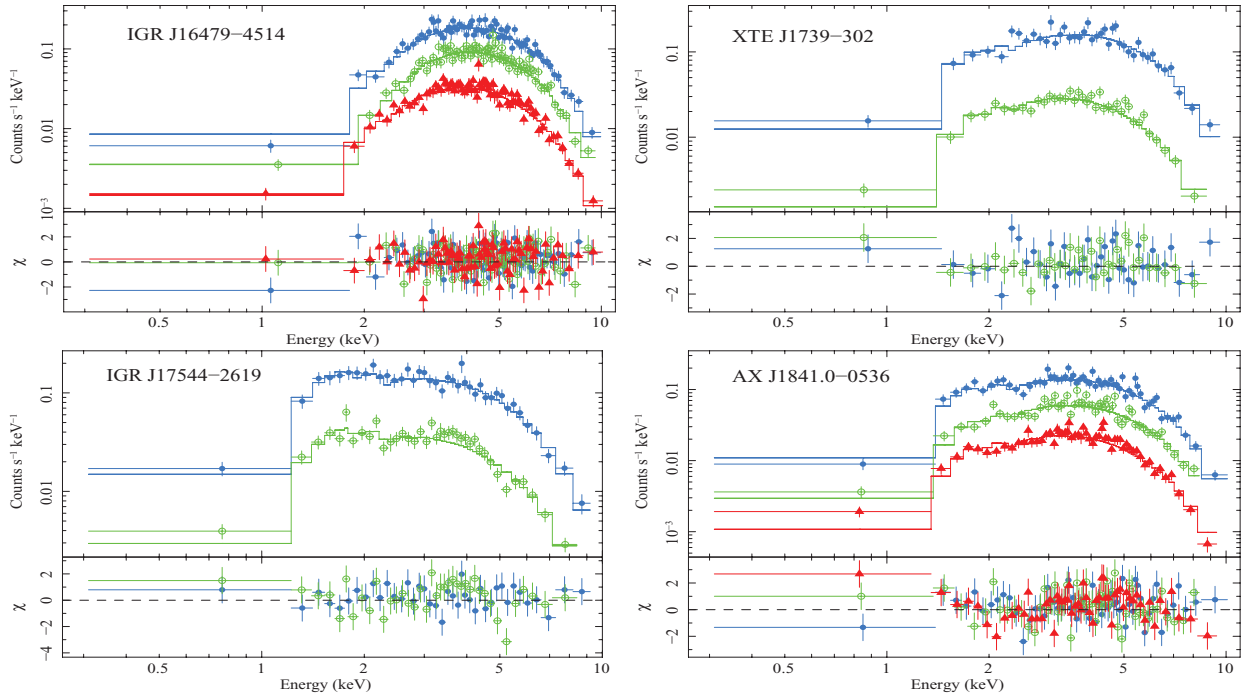 IGR J16479−4514
Counts s⁻¹ keV⁻¹
0.1
0.01
10⁻³
10
χ
2
0
−2
0.5 1 2 5 10
Energy (keV)
XTE J1739−302
Counts s⁻¹ keV⁻¹
0.1
0.01
χ
2
0
−2
0.5 1 2 5 10
Energy (keV)
IGR J17544−2619
Counts s⁻¹ keV⁻¹
0.1
0.01
χ
2
0
−2
−4
0.5 1 2 5 10
Energy (keV)
AX J1841.0−0536
Counts s⁻¹ keV⁻¹
0.1
0.01
10⁻³
χ
2
0
−2
0.5 1 2 5 10
Energy (keV)